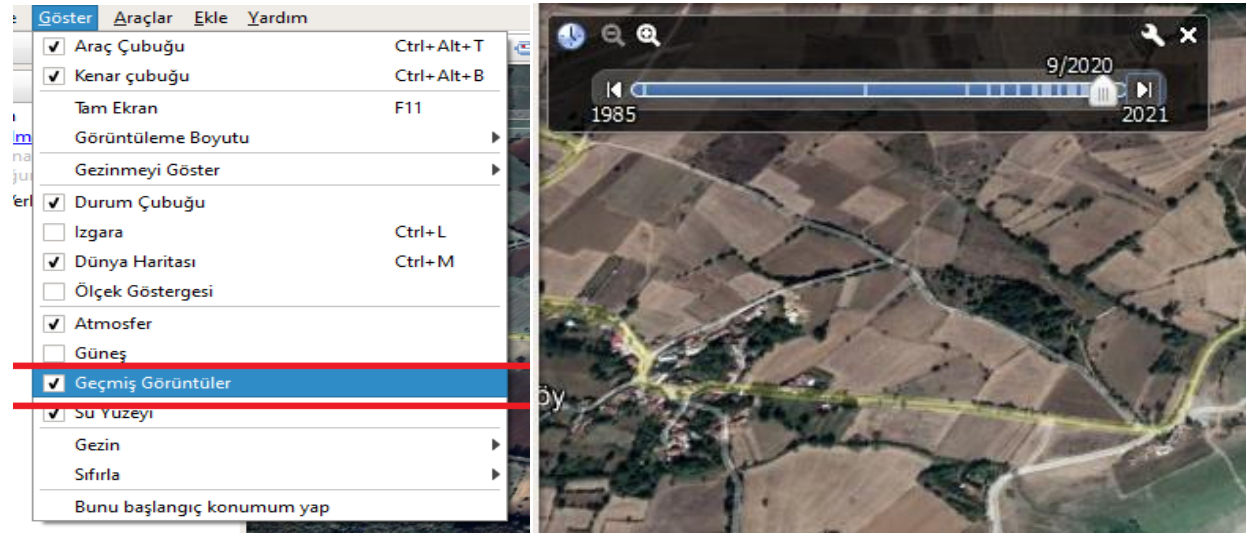 Göster Araçlar Ekle Yardım
Araç Çubuğu Ctrl+Alt+T
Kenar çubuğu Ctrl+Alt+B
Tam Ekran F11
Görüntüleme Boyutu
Gezinmeyi Göster
Durum Çubuğu
Izgara Ctrl+L
Dünya Haritası Ctrl+M
Ölçek Göstergesi
Atmosfer
Güneş
Geçmiş Görüntüler
Su Yüzeyi
Gezin
Sıfırla
Bunu başlangıç konumum yap
9/2020
1985 2021
öy